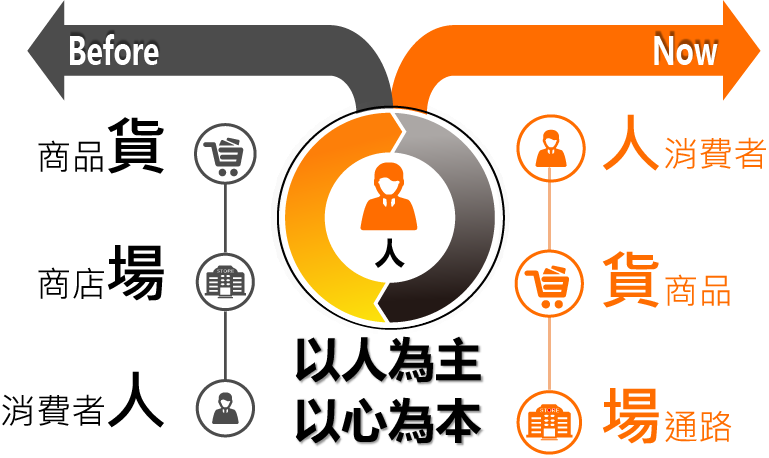 Before
Now
商品貨
STORE
商店場
消費者人
人
以人為主
以心為本
人消費者
貨商品
STORE
場通路